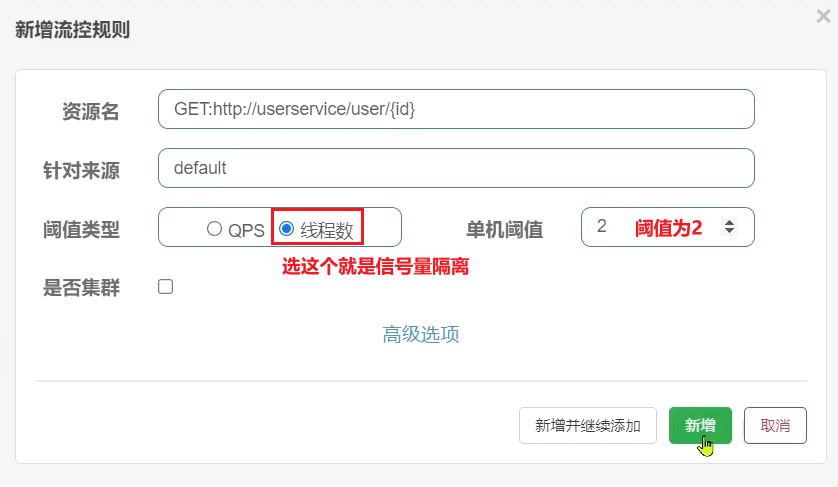 新增流控规则
资源名 GET:http://userservice/user/{id}
针对来源 default
阈值类型 QPS 线程数 单机阈值 2 阈值为2
选这个就是信号量隔离
是否集群
高级选项
新增并继续添加 新增 取消